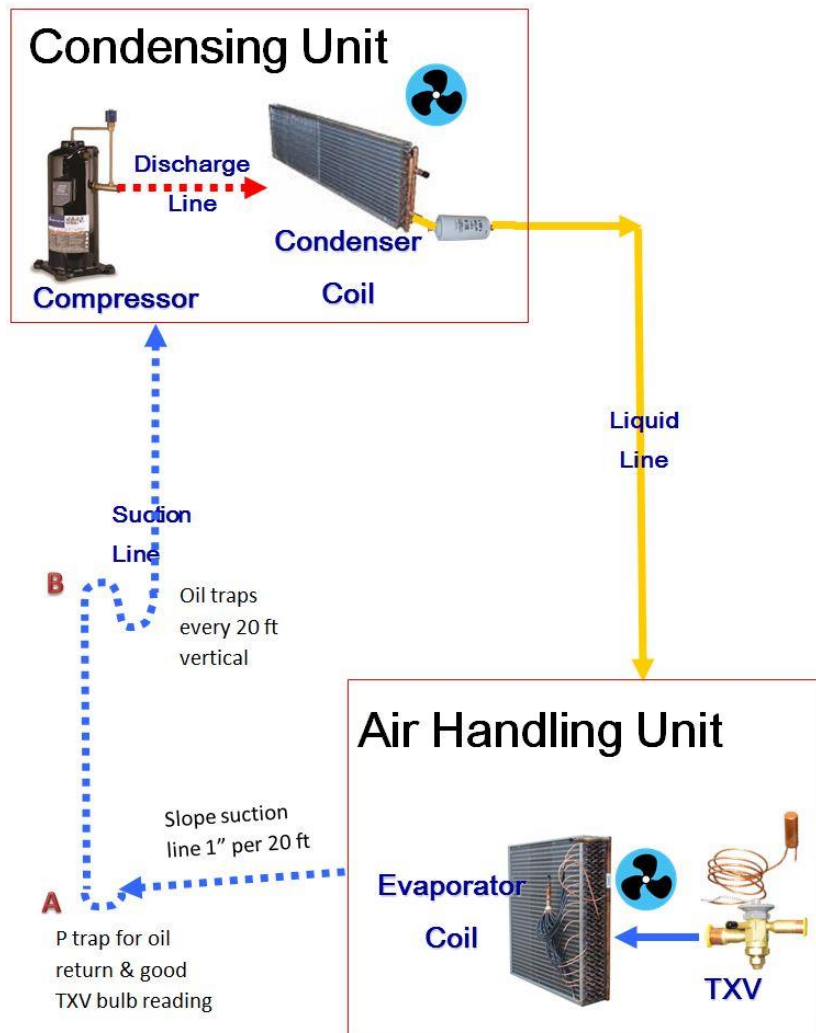 Condensing Unit
Discharge
Line
Condenser
Coil
Compressor
Liquid
Line
Suction
Line
B
Oil traps
every 20 ft
vertical
Air Handling Unit
Slope suction
line 1” per 20 ft
Evaporator
Coil
TXV
A
P trap for oil
return & good
TXV bulb reading